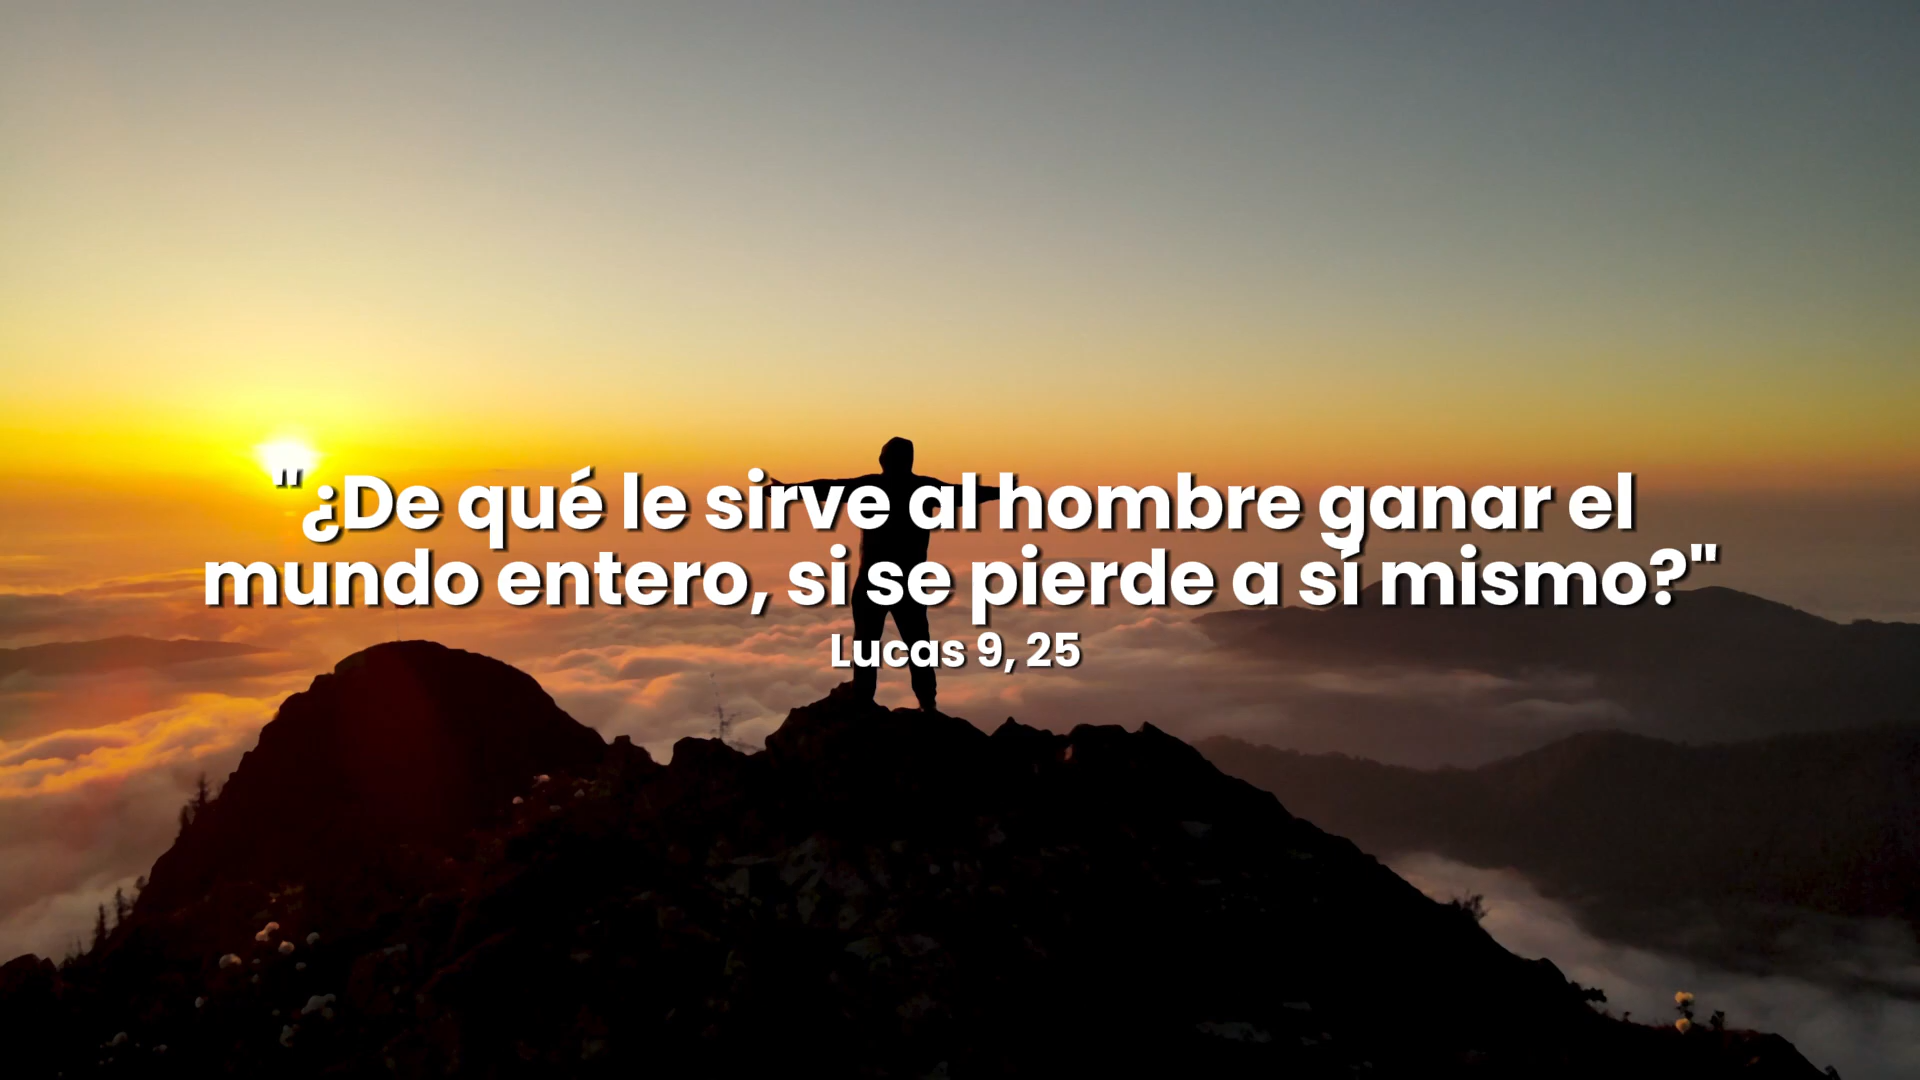 "¿De qué le sirve al hombre ganar el
mundo entero, si se pierde a sí mismo?"
Lucas 9, 25